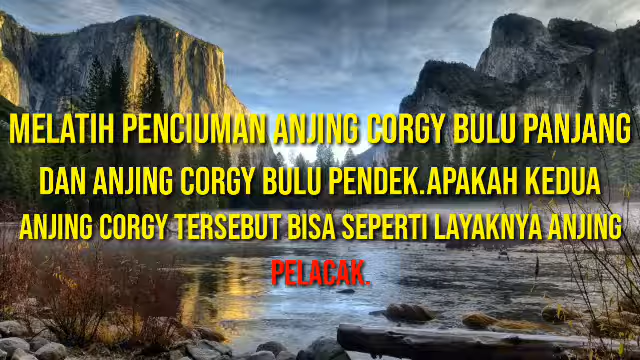 MELATIH PENCIUMAN ANJING CORGY BULU PANJANG
DAN ANJING CORGY BULU PENDEK.APAKAH KEDUA
ANJING CORGY TERSEBUT BISA SEPERTI LAYAKNYA ANJING
PELACAK.